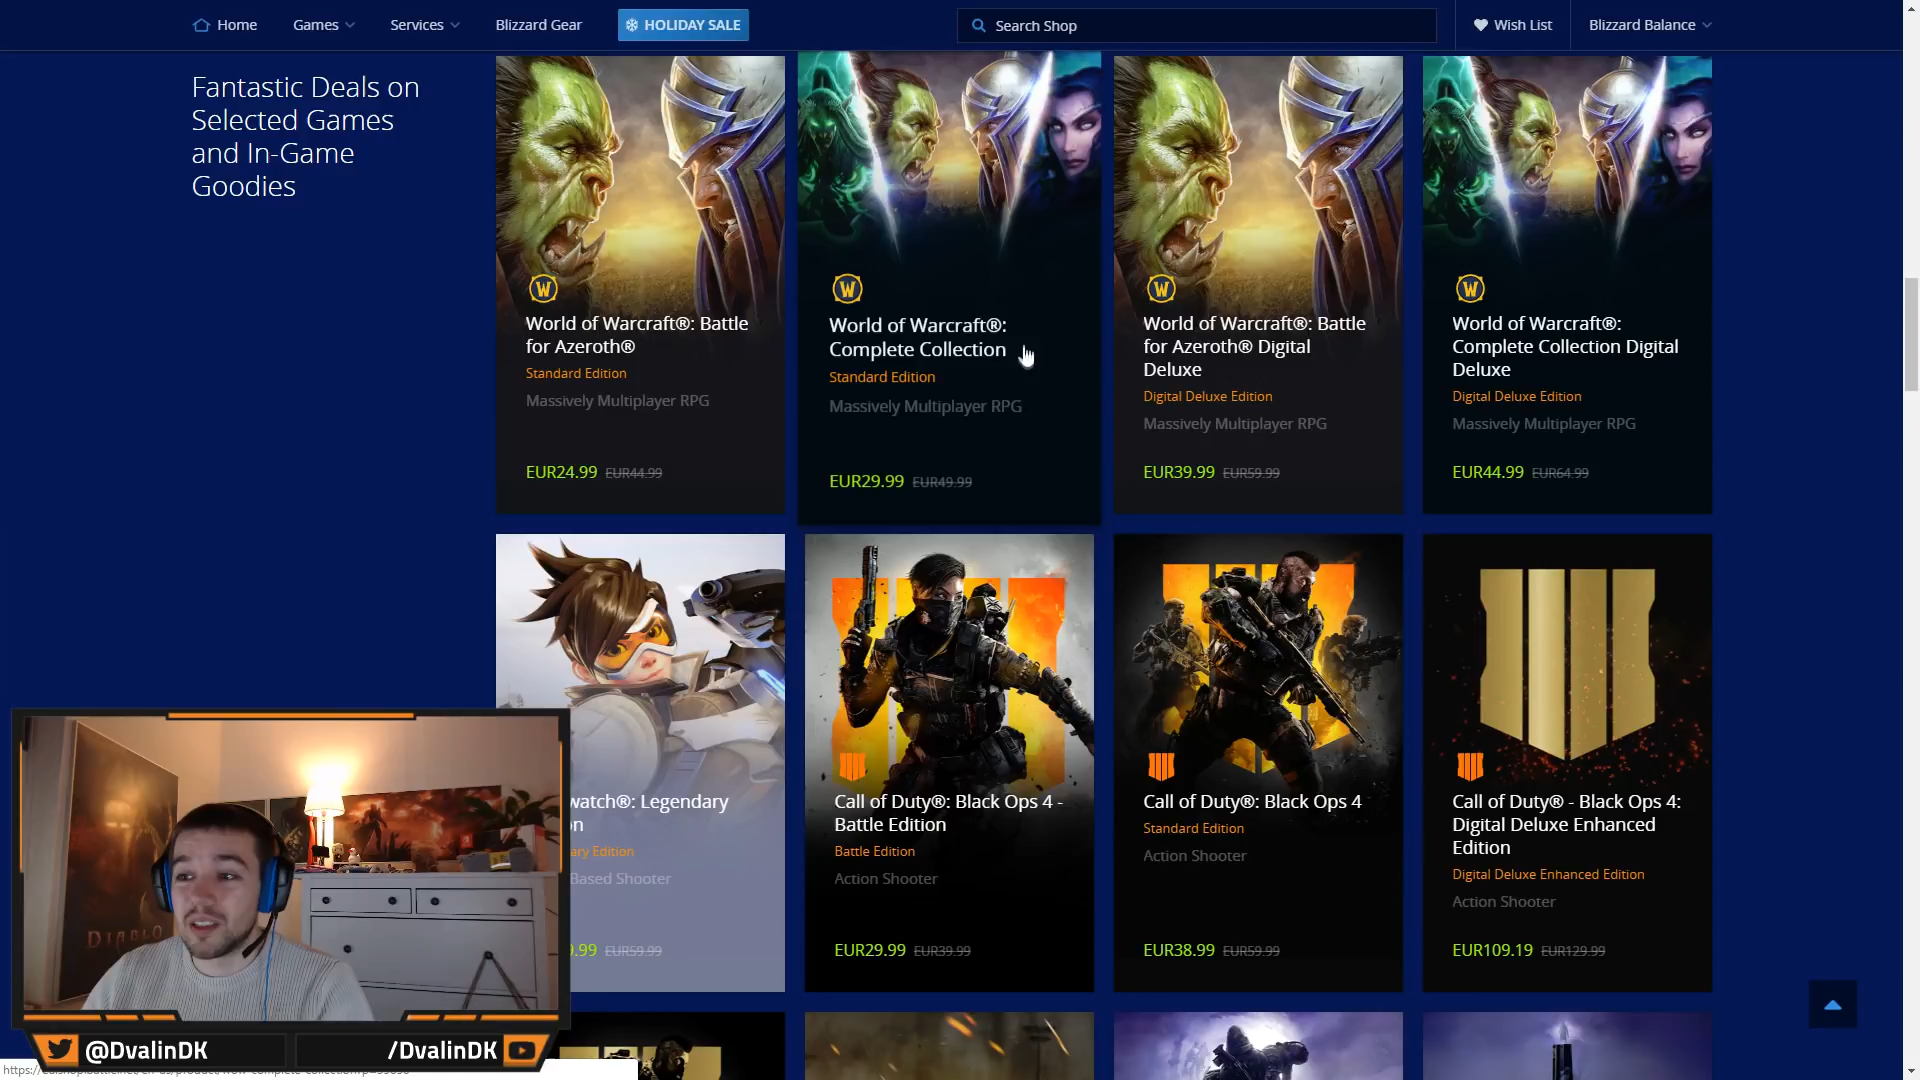 Home
Games
Services
Blizzard Gear
HOLIDAY SALE
Search Shop
Wish List
Blizzard Balance
Fantastic Deals on
Selected Games
and In-Game
Goodies
World of Warcraft®: Battle
for Azeroth®
Standard Edition
Massively Multiplayer RPG
EUR24.99 EUR44.99
World of Warcraft®:
Complete Collection
Standard Edition
Massively Multiplayer RPG
EUR29.99 EUR49.99
World of Warcraft®: Battle
for Azeroth® Digital
Deluxe
Digital Deluxe Edition
Massively Multiplayer RPG
EUR39.99 EUR59.99
World of Warcraft®:
Complete Collection Digital
Deluxe
Digital Deluxe Edition
Massively Multiplayer RPG
EUR44.99 EUR64.99
watch®: Legendary
on
ary Edition
Based Shooter
9.99 EUR59.99
Call of Duty®: Black Ops 4 -
Battle Edition
Battle Edition
Action Shooter
EUR29.99 EUR39.99
Call of Duty®: Black Ops 4
Standard Edition
Action Shooter
EUR38.99 EUR59.99
Call of Duty® - Black Ops 4:
Digital Deluxe Enhanced
Edition
Digital Deluxe Enhanced Edition
Action Shooter
EUR109.19 EUR129.99
DIABLO
@DvalinDK
/DvalinDK